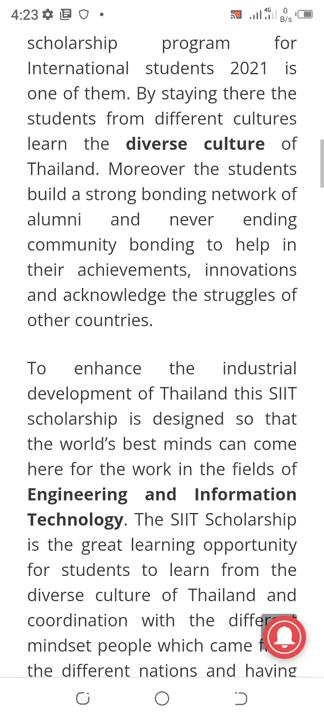 4:23
4G
0
B/s
scholarship program for
International students 2021 is
one of them. By staying there the
students from different cultures
learn the diverse culture of
Thailand. Moreover the students
build a strong bonding network of
alumni and never ending
community bonding to help in
their achievements, innovations
and acknowledge the struggles of
other countries.
To enhance the industrial
development of Thailand this SIIT
scholarship is designed so that
the world's best minds can come
here for the work in the fields of
Engineering and Information
Technology. The SIIT Scholarship
is the great learning opportunity
for students to learn from the
diverse culture of Thailand and
coordination with the different
mindset people which came
the different nations and having